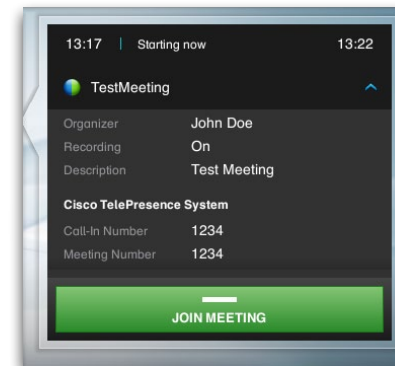 13:17 | Starting now 13:22
TestMeeting
Organizer John Doe
Recording On
Description Test Meeting
Cisco TelePresence System
Call-In Number 1234
Meeting Number 1234
JOIN MEETING